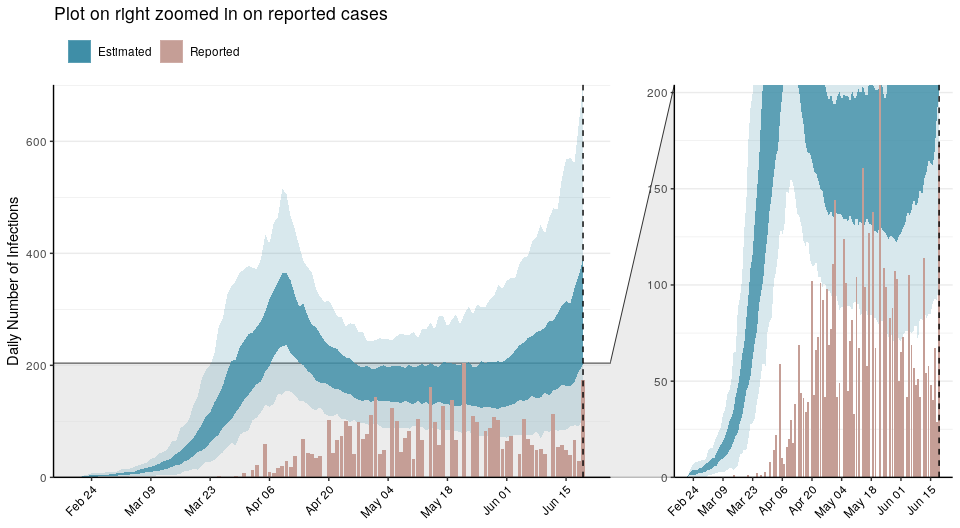 Plot on right zoomed in on reported cases
Estimated Reported
Daily Number of Infections
600
400
200
0
Feb 24 Mar 09 Mar 23 Apr 06 Apr 20 May 04 May 18 Jun 01 Jun 15
200
150
100
50
0
Feb 24 Mar 09 Mar 23 Apr 06 Apr 20 May 04 May 18 Jun 01 Jun 15